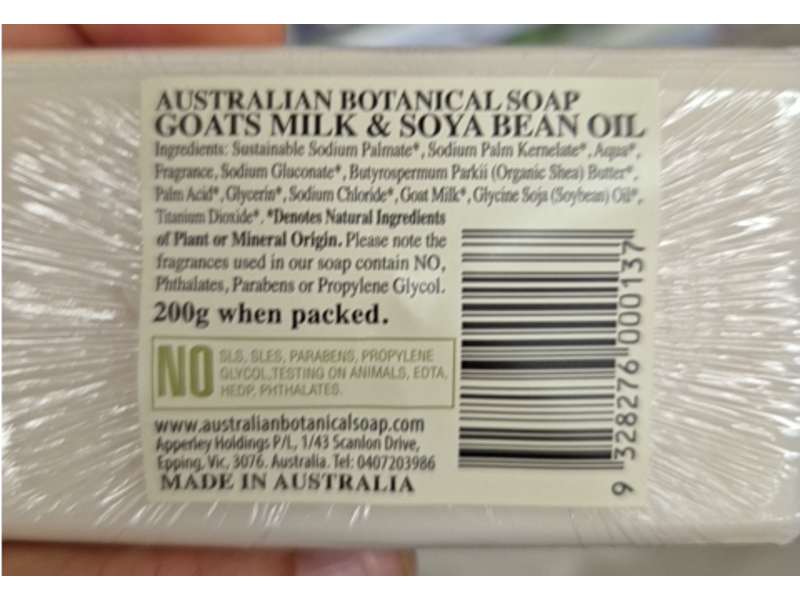 AUSTRALIAN BOTANICAL SOAP
GOATS MILK & SOYA BEAN OIL
Ingredients: Sustainable Sodium Palmate*, Sodium Palm Kernelate*, Aqua*,
Fragrance, Sodium Gluconate*, Butyrospermum Parkii (Organic Shea) Butter*,
Palm Acid*, Glycerin*, Sodium Chloride*, Goat Milk*, Glycine Soja (Soybean) Oil*,
Titanium Dioxide*. *Denotes Natural Ingredients
of Plant or Mineral Origin. Please note the
fragrances used in our soap contain NO,
Phthalates, Parabens or Propylene Glycol.
200g when packed.
NO SLS, SLES, PARABENS, PROPYLENE
GLYCOL,TESTING ON ANIMALS, EDTA,
HEDP, PHTHALATES.
www.australianbotanicalsoap.com
Apperley Holdings P/L, 1/43 Scanlon Drive,
Epping, Vic, 3076. Australia. Tel: 0407203986
MADE IN AUSTRALIA
9 328276 000137